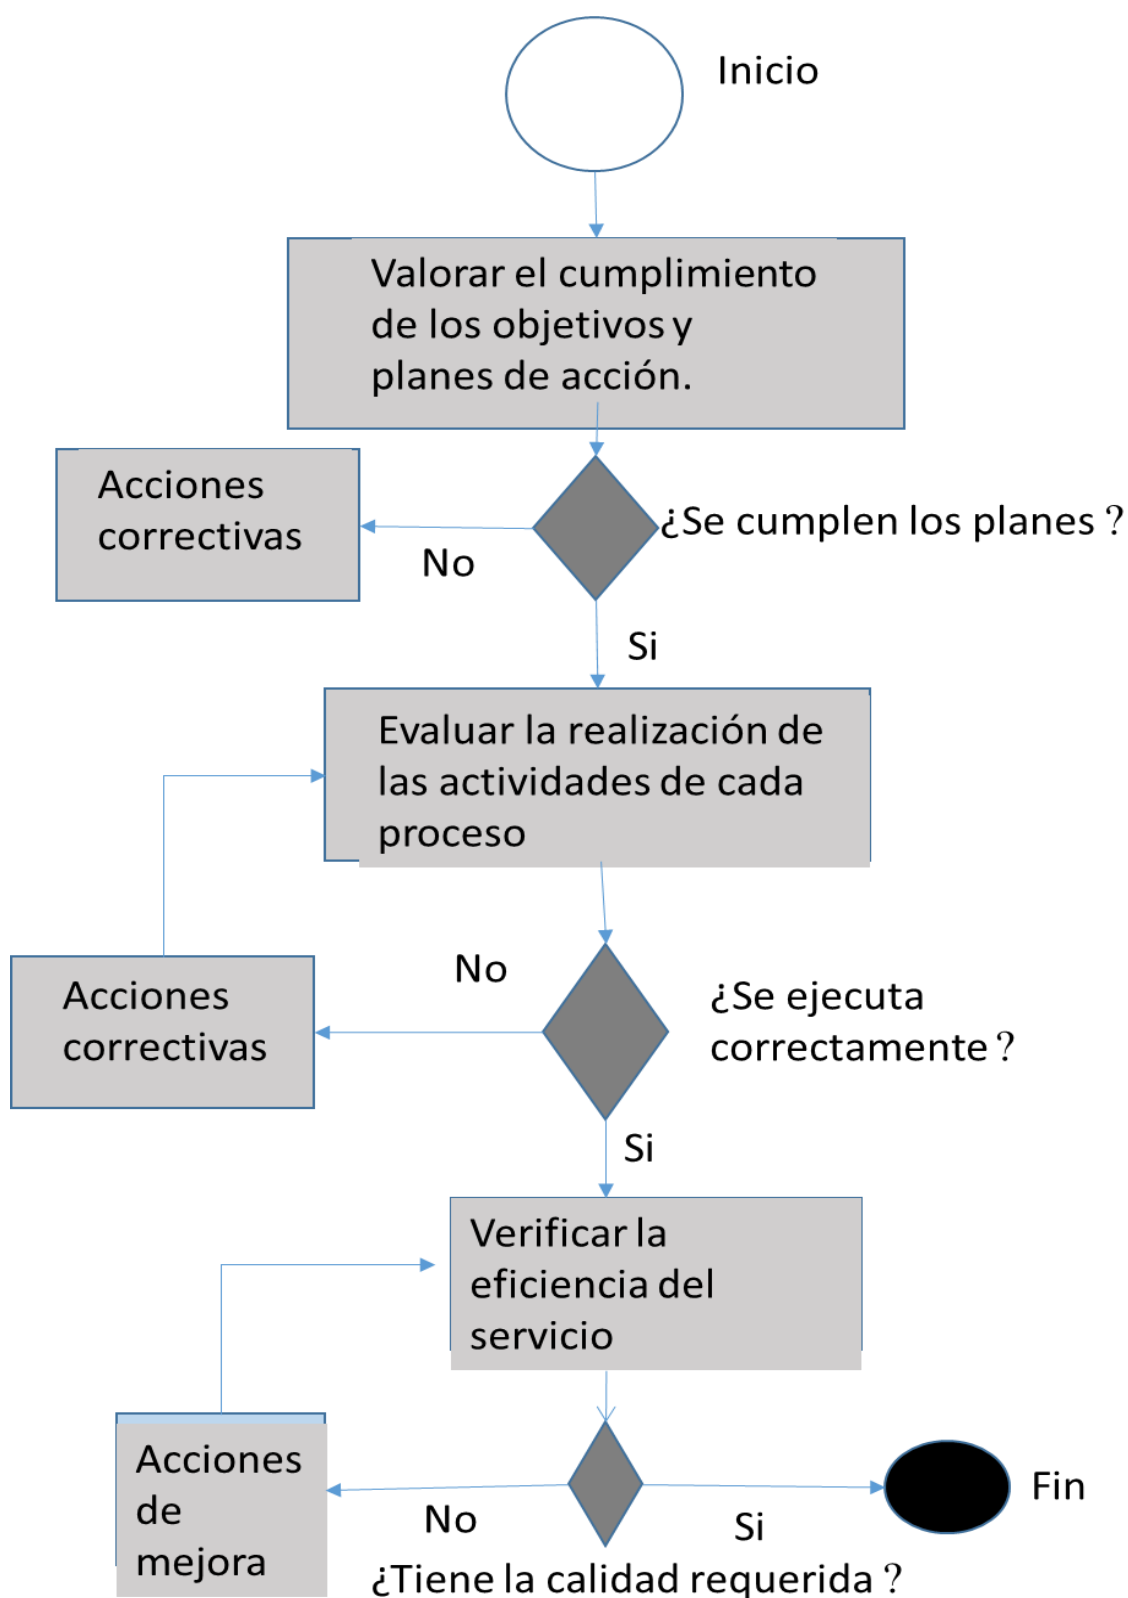 Inicio
Valorar el cumplimiento
de los objetivos y
planes de acción.
Acciones
correctivas
¿Se cumplen los planes ?
No
Si
Evaluar la realización de
las actividades de cada
proceso
No
Acciones
correctivas
¿Se ejecuta
correctamente ?
Si
Verificar la
eficiencia del
servicio
Acciones
de
mejora
No
Si
Fin
¿Tiene la calidad requerida ?